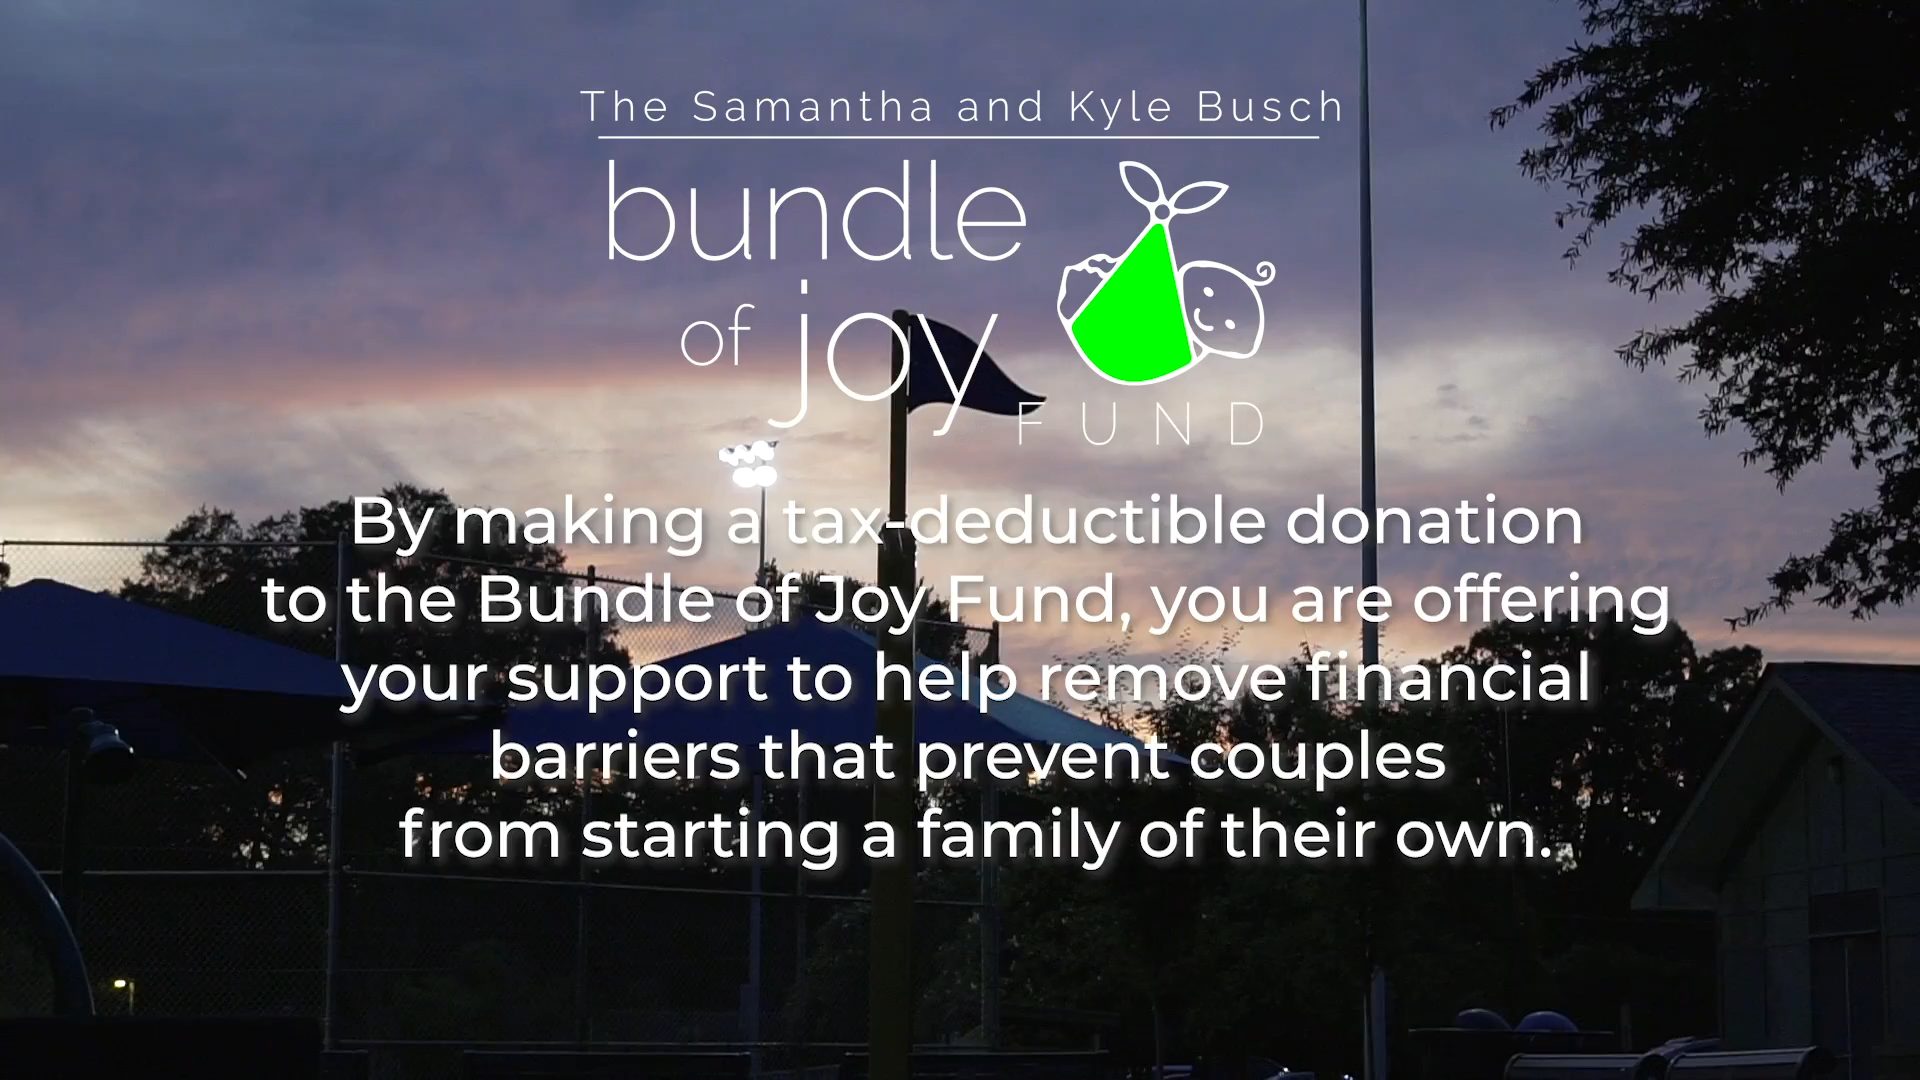 The Samantha and Kyle Busch
bundle
of joy
FUND
By making a tax-deductible donation
to the Bundle of Joy Fund, you are offering
your support to help remove financial
barriers that prevent couples
from starting a family of their own.